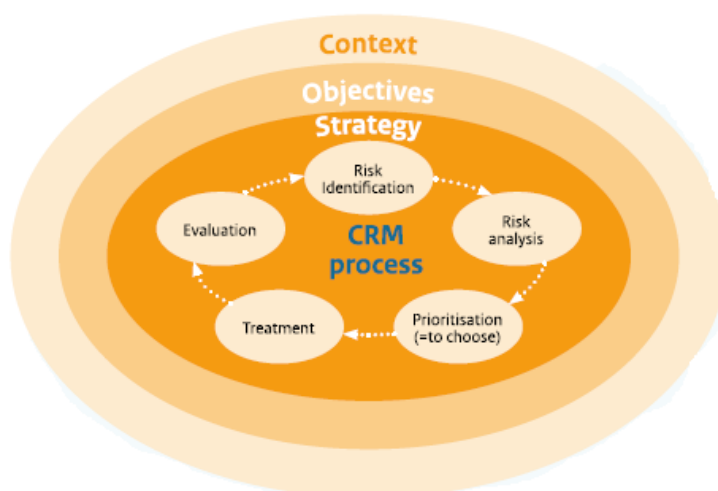 Context
Objectives
Strategy
Risk
Identification
Risk
analysis
Evaluation
CRM
process
Treatment
Prioritisation
(=to choose)